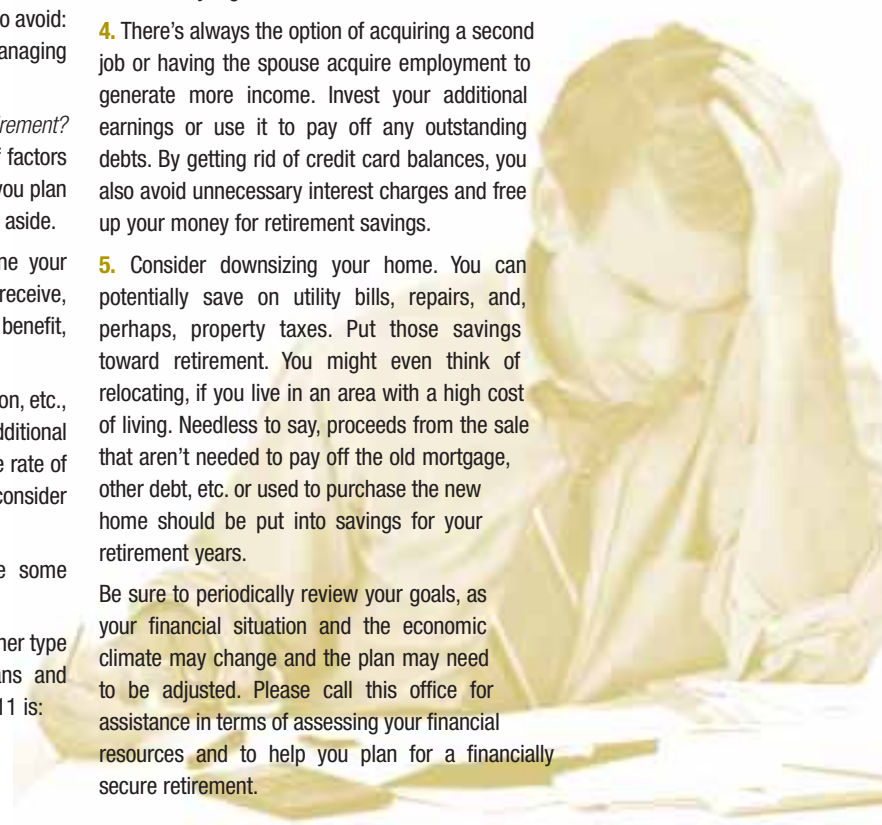 o avoid:
anaging
irement?
f factors
you plan
aside.
ne your
receive,
benefit,
on, etc.,
dditional
e rate of
consider
e some
her type
ans and
11 is:
4. There’s always the option of acquiring a second
job or having the spouse acquire employment to
generate more income. Invest your additional
earnings or use it to pay off any outstanding
debts. By getting rid of credit card balances, you
also avoid unnecessary interest charges and free
up your money for retirement savings.
5. Consider downsizing your home. You can
potentially save on utility bills, repairs, and,
perhaps, property taxes. Put those savings
toward retirement. You might even think of
relocating, if you live in an area with a high cost
of living. Needless to say, proceeds from the sale
that aren’t needed to pay off the old mortgage,
other debt, etc. or used to purchase the new
home should be put into savings for your
retirement years.
Be sure to periodically review your goals, as
your financial situation and the economic
climate may change and the plan may need
to be adjusted. Please call this office for
assistance in terms of assessing your financial
resources and to help you plan for a financially
secure retirement.